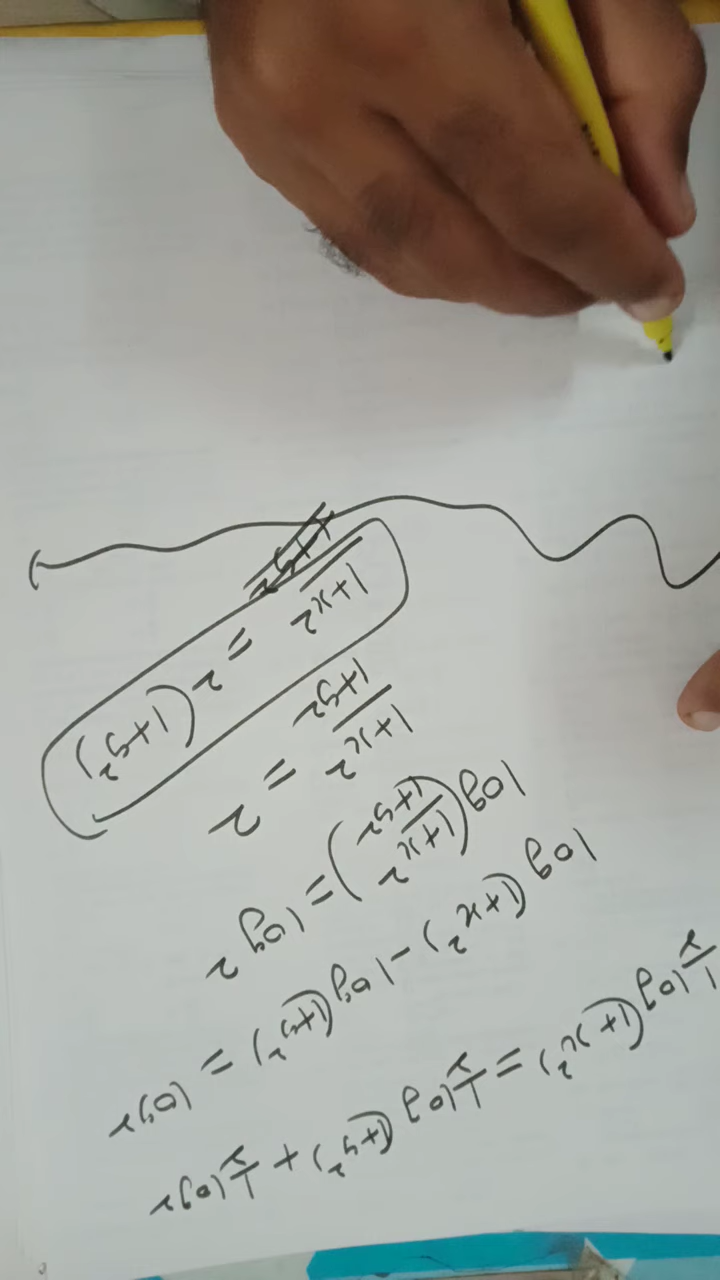 ½ log(1+x²) = ½ log(1+y²) + ½ log 2
log(1+x²) - log(1+y²) = log 2
log((1+x²)/(1+y²)) = log 2
(1+x²)/(1+y²) = 2
1+x² = 2(1+y²)